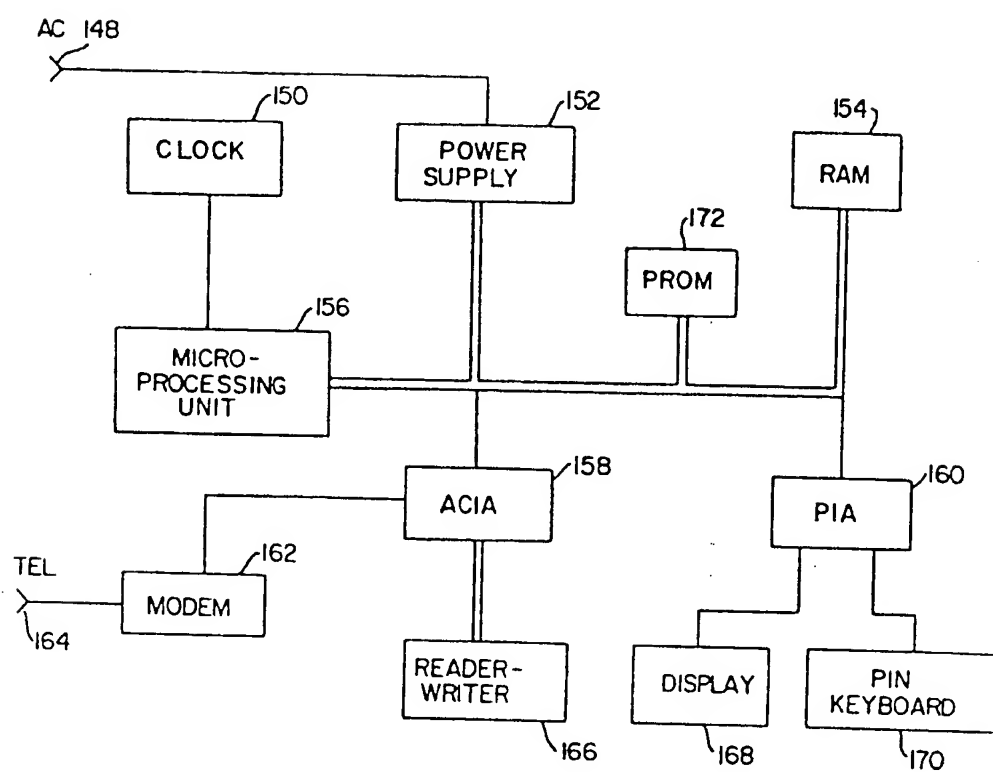 AC 148
150
CLOCK
152
POWER
SUPPLY
154
RAM
172
PROM
156
MICRO-
PROCESSING
UNIT
158
ACIA
160
PIA
TEL
162
MODEM
164
READER-
WRITER
166
DISPLAY
168
PIN
KEYBOARD
170